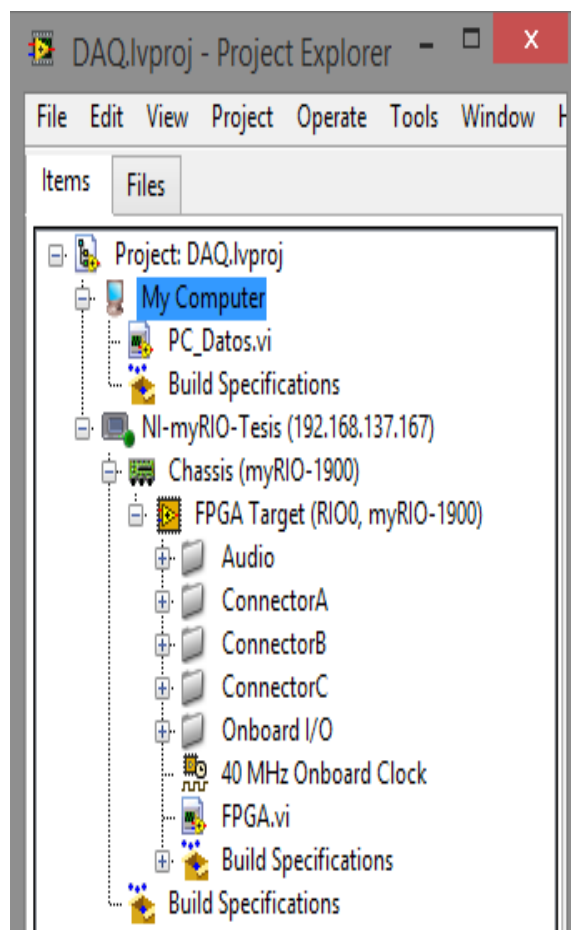 DAQ.lvproj - Project Explorer
File Edit View Project Operate Tools Window H
Items Files
Project: DAQ.lvproj
My Computer
PC_Datos.vi
Build Specifications
NI-myRIO-Tesis (192.168.137.167)
Chassis (myRIO-1900)
FPGA Target (RIO0, myRIO-1900)
Audio
ConnectorA
ConnectorB
ConnectorC
Onboard I/O
40 MHz Onboard Clock
FPGA.vi
Build Specifications
Build Specifications